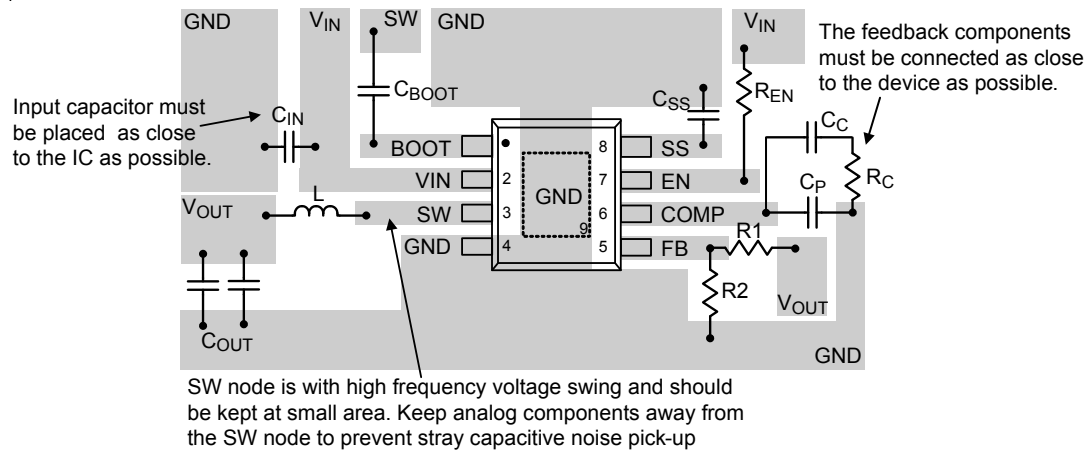 GND
VIN
SW
GND
VIN
The feedback components
must be connected as close
to the device as possible.
Input capacitor must
be placed as close
to the IC as possible.
CIN
CBOOT
CSS
REN
CC
RC
CP
BOOT
8
SS
VIN
2
GND
7
EN
VOUT
L
SW
3
9
6
COMP
GND
4
5
FB
R1
R2
VOUT
COUT
GND
SW node is with high frequency voltage swing and should
be kept at small area. Keep analog components away from
the SW node to prevent stray capacitive noise pick-up